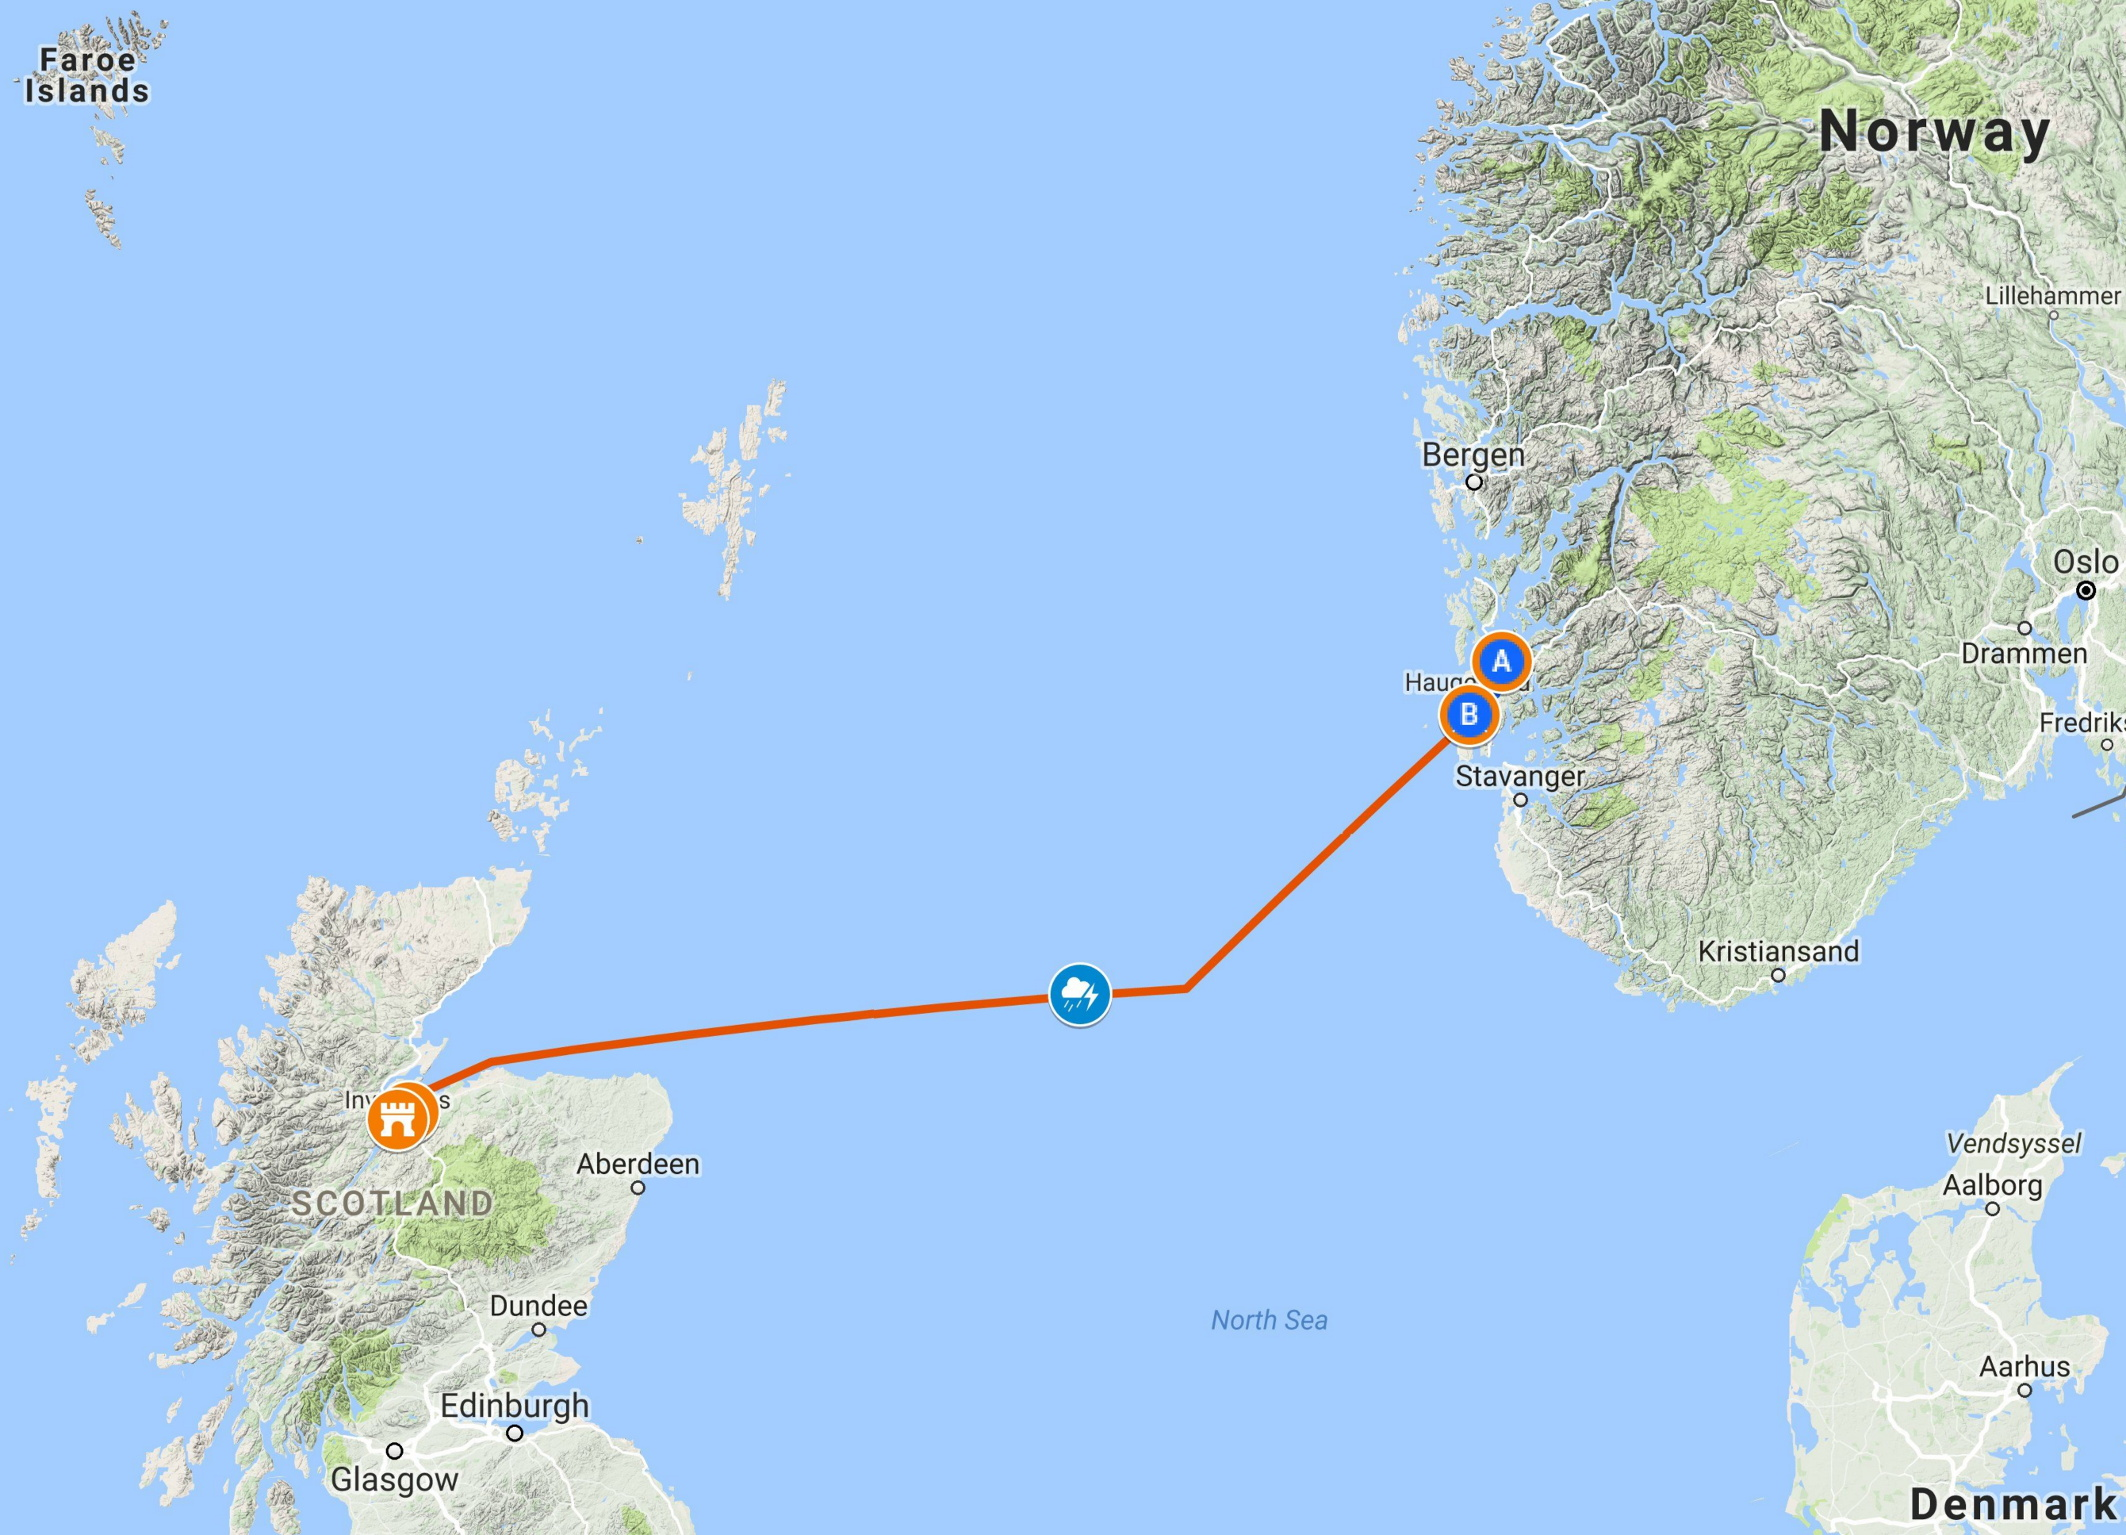 Faroe
Islands
Norway
Lillehammer
Bergen
Oslo
Drammen
A
B
Stavanger
Kristiansand
Aberdeen
SCOTLAND
Vendsyssel
Aalborg
Dundee
North Sea
Aarhus
Edinburgh
Glasgow
Denmark